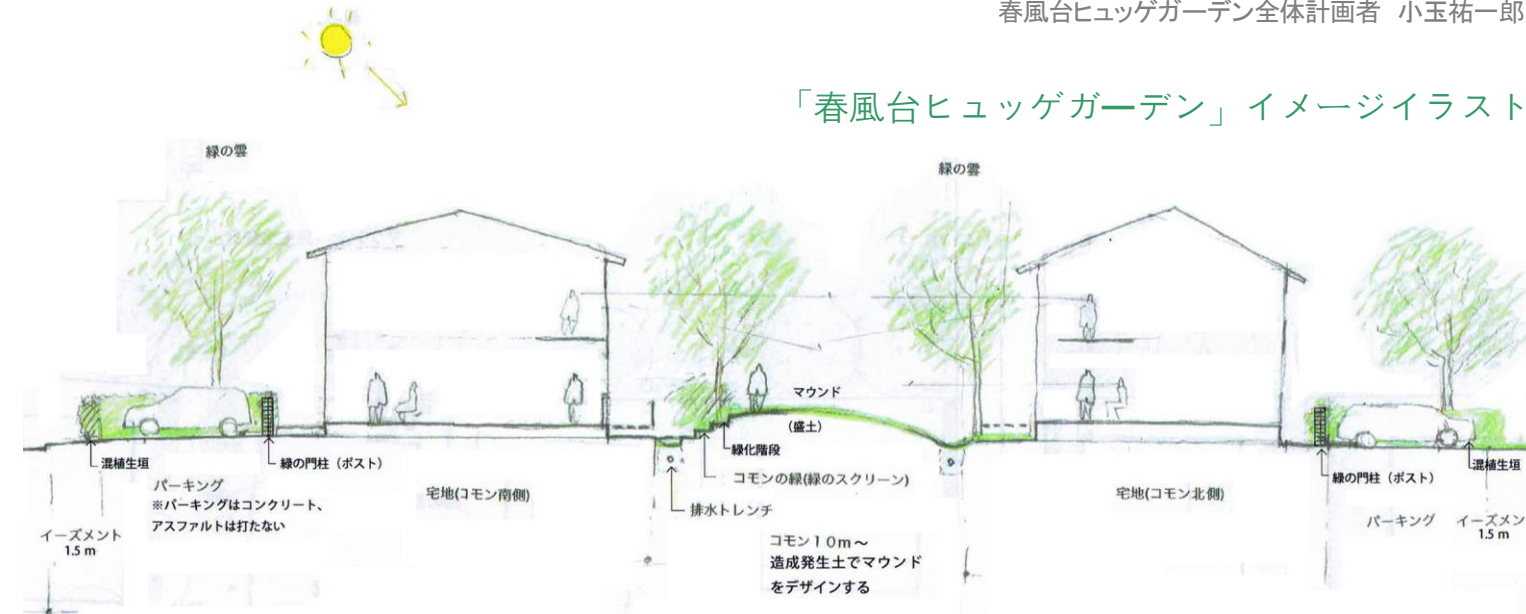 春風台ヒュッゲガーデン全体計画者 小玉祐一郎
「春風台ヒュッゲガーデン」イメージイラスト
緑の雲
緑の雲
マウンド
(盛土)
緑化階段
コモンの緑(緑のスクリーン)
排水トレンチ
混植生垣
緑の門柱（ポスト）
パーキング
※パーキングはコンクリート、
アスファルトは打たない
宅地(コモン南側)
イーズメント
1.5 m
コモン１０m～
造成発生土でマウンド
をデザインする
宅地(コモン北側)
緑の門柱（ポスト）
混植生垣
パーキング
イーズメン
1.5 m